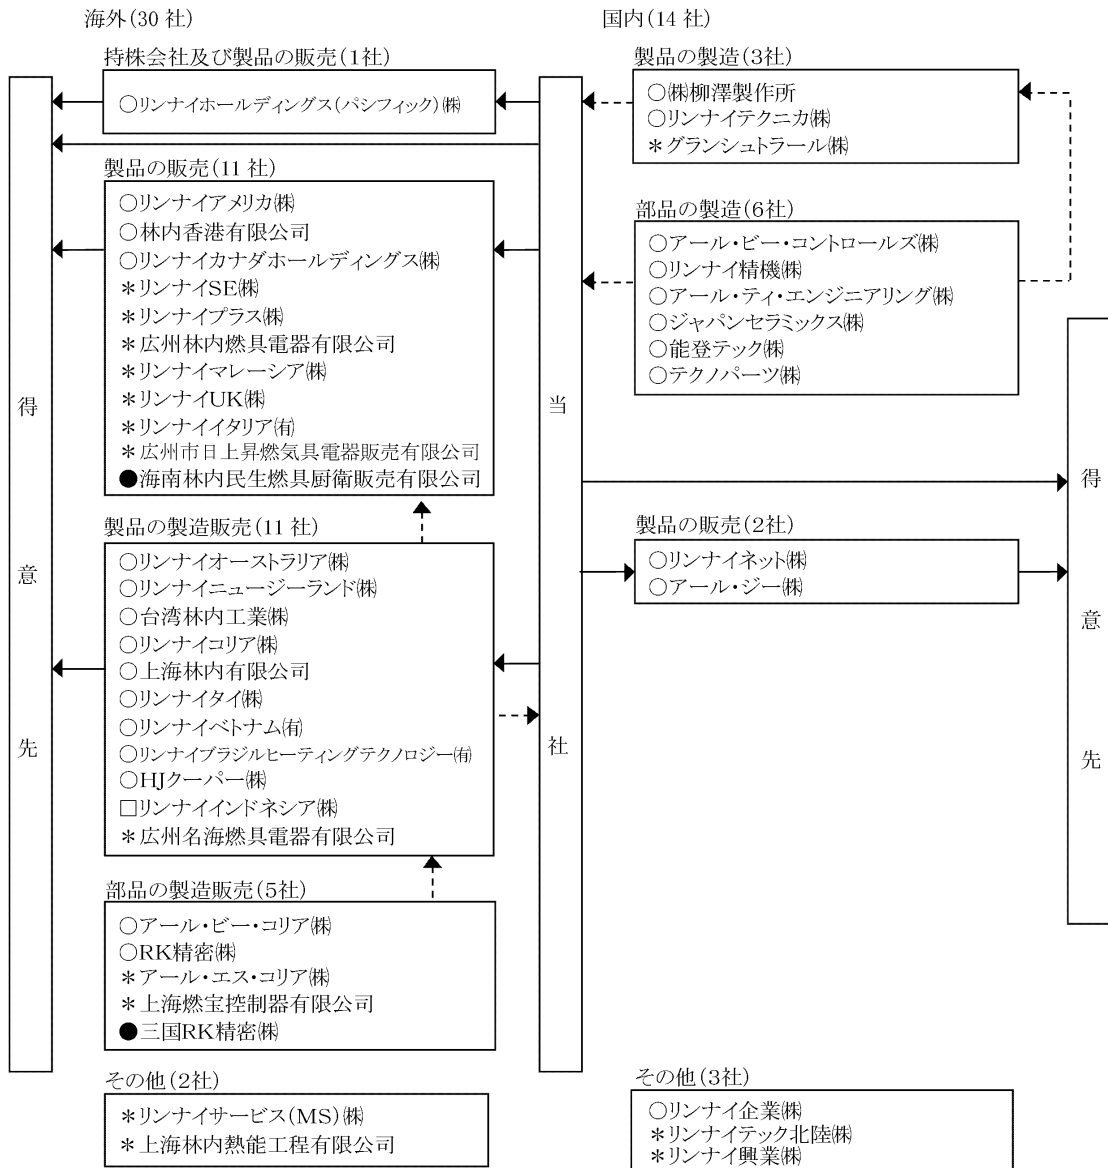 海外(30 社)
持株会社及び製品の販売(1社)
○リンナイホールディングス(パシフィック)㈱
製品の販売(11 社)
○リンナイアメリカ㈱
○林内香港有限公司
○リンナイカナダホールディングス㈱
*リンナイSE㈱
*リンナイプラス㈱
*広州林内燃具電器有限公司
*リンナイマレーシア㈱
*リンナイUK㈱
*リンナイイタリア㈲
*広州市日上昇燃気具電器販売有限公司
●海南林内民生燃具厨衛販売有限公司
製品の製造販売(11 社)
○リンナイオーストラリア㈱
○リンナイニュージーランド㈱
○台湾林内工業㈱
○リンナイコリア㈱
○上海林内有限公司
○リンナイタイ㈱
○リンナイベトナム㈲
○リンナイブラジルヒーティングテクノロジー㈲
○HJクーパー㈱
□リンナイインドネシア㈱
*広州名海燃具電器有限公司
部品の製造販売(5社)
○アール・ビー・コリア㈱
○RK精密㈱
*アール・エス・コリア㈱
*上海燃宝控制器有限公司
●三国RK精密㈱
その他(2社)
*リンナイサービス(MS)㈱
*上海林内熱能工程有限公司
得意先
当社
国内(14 社)
製品の製造(3社)
○㈱柳澤製作所
○リンナイテクニカ㈱
*グランシュトラール㈱
部品の製造(6社)
○アール・ビー・コントロールズ㈱
○リンナイ精機㈱
○アール・ティ・エンジニアリング㈱
○ジャパンセラミックス㈱
○能登テック㈱
○テクノパーツ㈱
製品の販売(2社)
○リンナイネット㈱
○アール・ジー㈱
その他(3社)
○リンナイ企業㈱
*リンナイテック北陸㈱
*リンナイ興業㈱
得意先